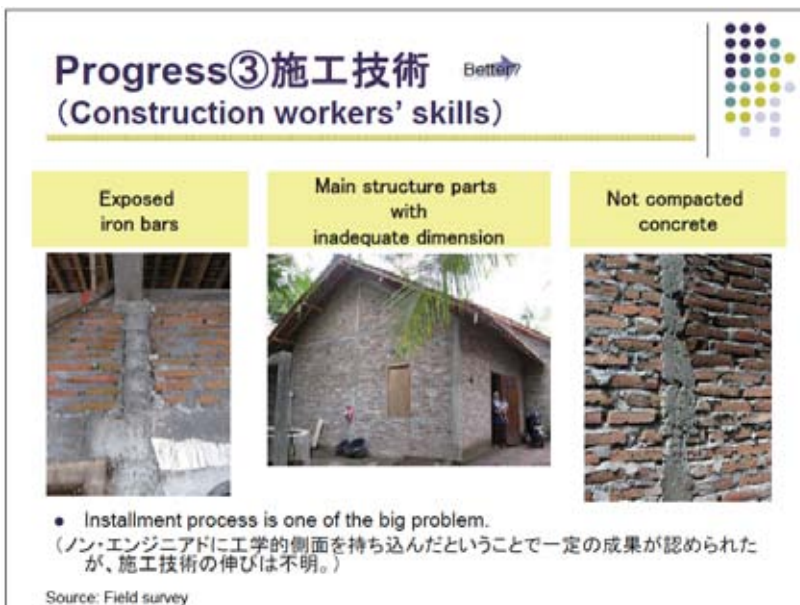 Progress③施工技術 Better?
(Construction workers' skills)
Exposed
iron bars
Main structure parts
with
inadequate dimension
Not compacted
concrete
• Installment process is one of the big problem.
(ノン・エンジニアドに工学的側面を持ち込んだということで一定の成果が認められた
が、施工技術の伸びは不明。)
Source: Field survey